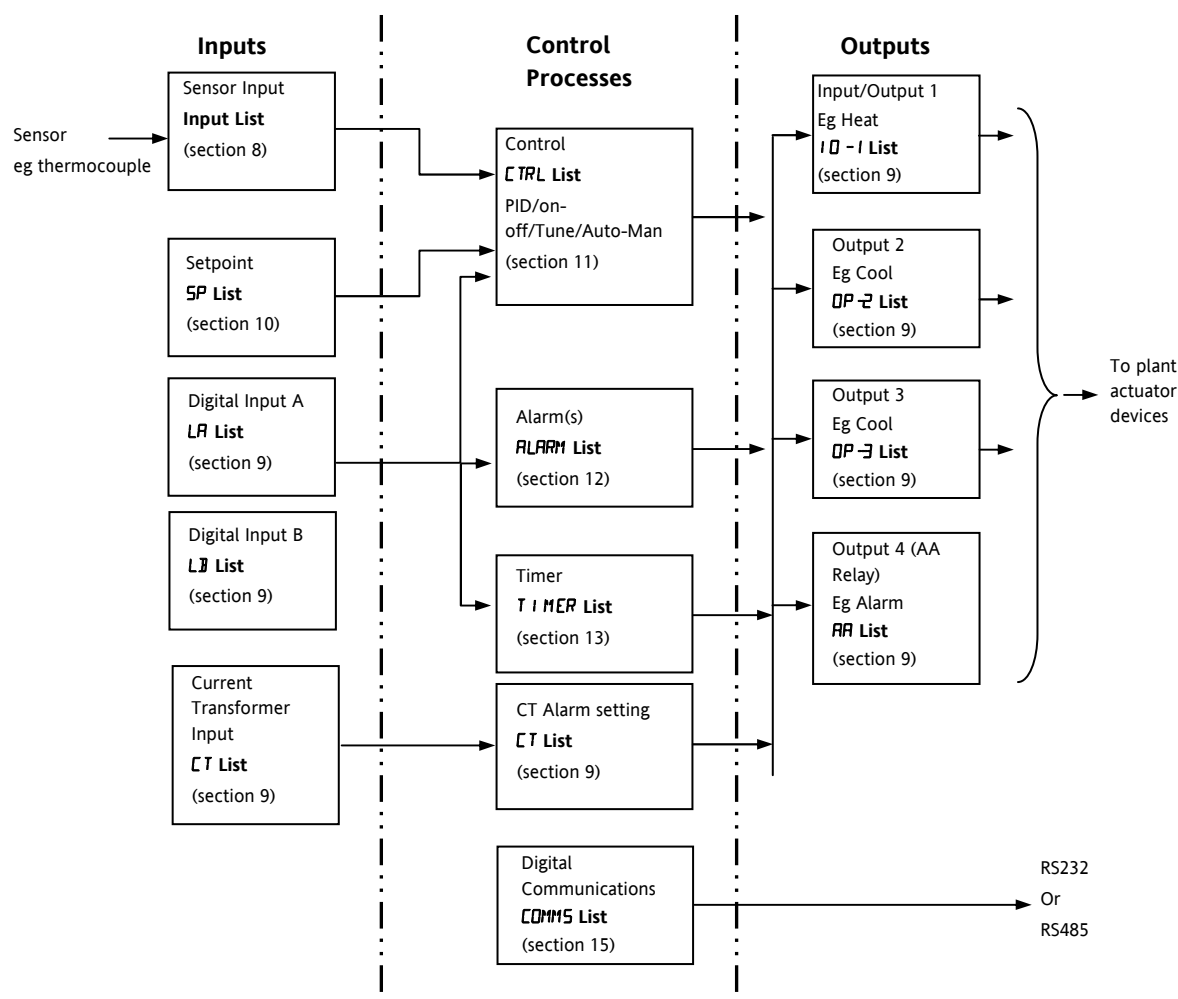 Inputs
Control
Processes
Outputs
Sensor
eg thermocouple
Sensor Input
Input List
(section 8)
Setpoint
SP List
(section 10)
Digital Input A
LA List
(section 9)
Digital Input B
LB List
(section 9)
Current
Transformer
Input
CT List
(section 9)
Control
CTRL List
PID/on-
off/Tune/Auto-Man
(section 11)
Alarm(s)
ALARM List
(section 12)
Timer
TIMER List
(section 13)
CT Alarm setting
CT List
(section 9)
Digital
Communications
COMMS List
(section 15)
Input/Output 1
Eg Heat
IO-1 List
(section 9)
Output 2
Eg Cool
OP-2 List
(section 9)
Output 3
Eg Cool
OP-3 List
(section 9)
Output 4 (AA
Relay)
Eg Alarm
AA List
(section 9)
To plant
actuator
devices
RS232
Or
RS485